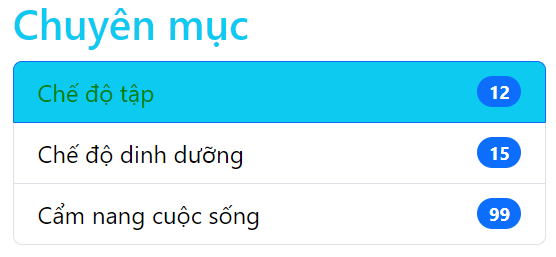 Chuyên mục
Chế độ tập 12
Chế độ dinh dưỡng 15
Cẩm nang cuộc sống 99